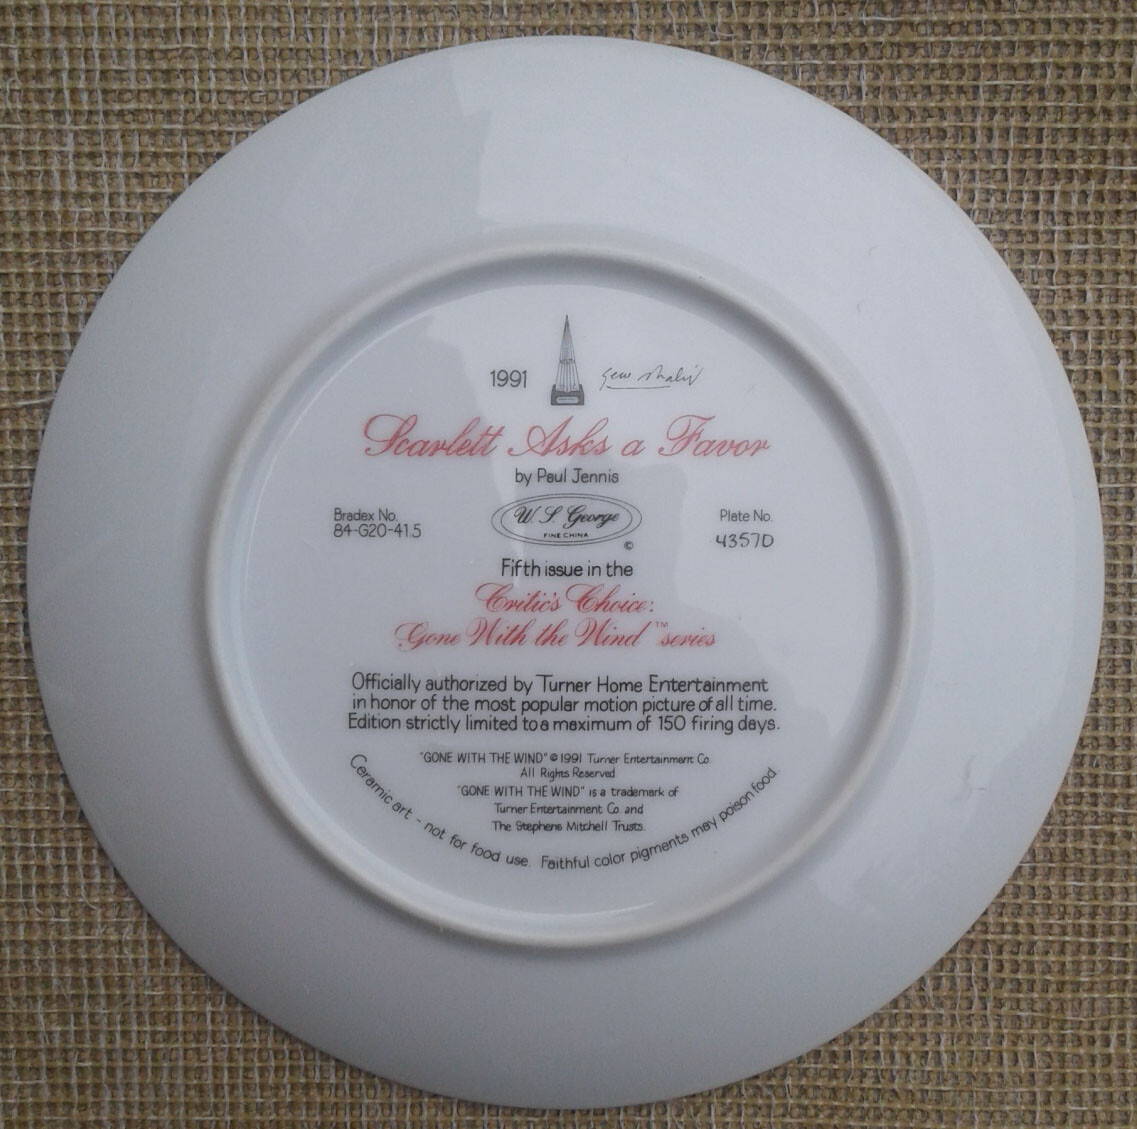 1991
Scarlett Asks a Favor
by Paul Jennis
Bradex No.
84-G20-41.5
W. S. George
FINE CHINA
©
Plate No.
4357D
Fifth issue in the
Critic's Choice:
Gone With the Wind™ series
Officially authorized by Turner Home Entertainment
in honor of the most popular motion picture of all time.
Edition strictly limited to a maximum of 150 firing days.
"GONE WITH THE WIND" © 1991 Turner Entertainment Co.
All Rights Reserved
"GONE WITH THE WIND" is a trademark of
Turner Entertainment Co. and
The Stephens Mitchell Trusts.
Ceramic art - not for food use. Faithful color pigments may poison food.